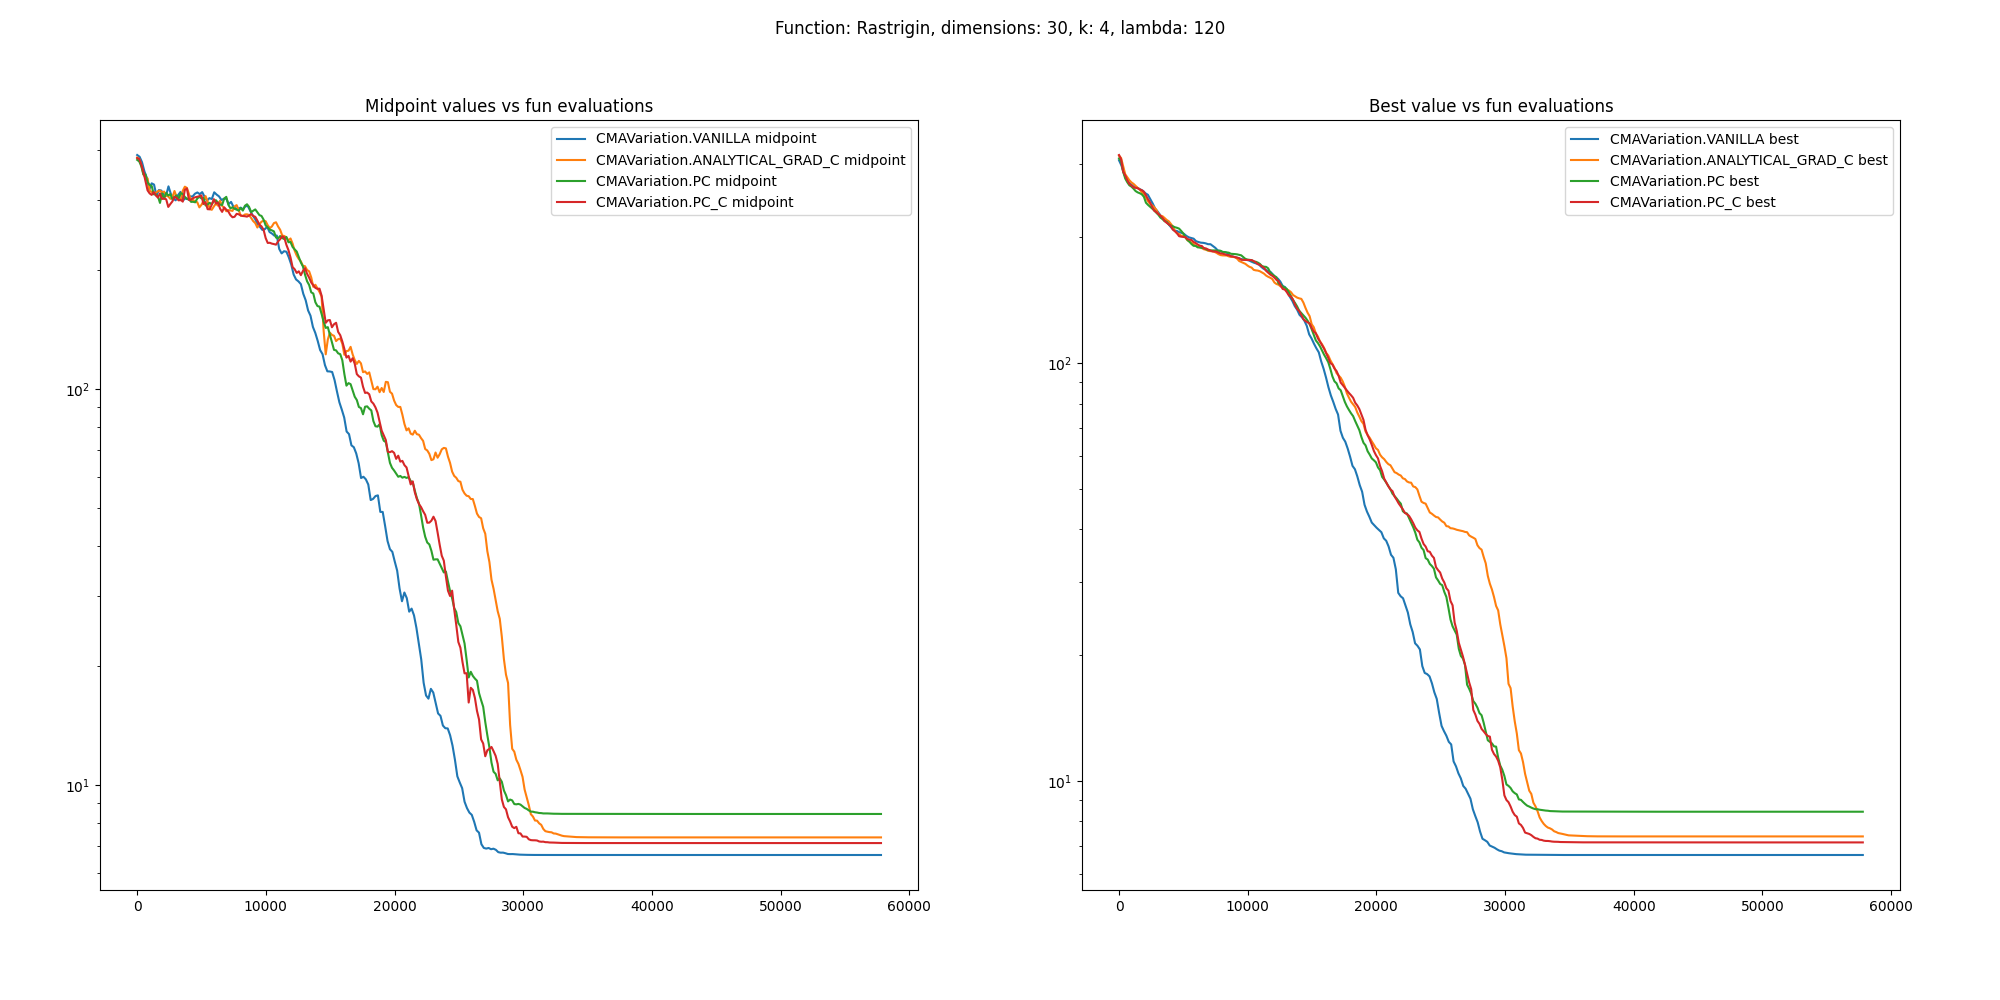 Function: Rastrigin, dimensions: 30, k: 4, lambda: 120
Midpoint values vs fun evaluations
CMAVariation.VANILLA midpoint
CMAVariation.ANALYTICAL_GRAD_C midpoint
CMAVariation.PC midpoint
CMAVariation.PC_C midpoint
10²
10¹
0 10000 20000 30000 40000 50000 60000
Best value vs fun evaluations
CMAVariation.VANILLA best
CMAVariation.ANALYTICAL_GRAD_C best
CMAVariation.PC best
CMAVariation.PC_C best
10²
10¹
0 10000 20000 30000 40000 50000 60000